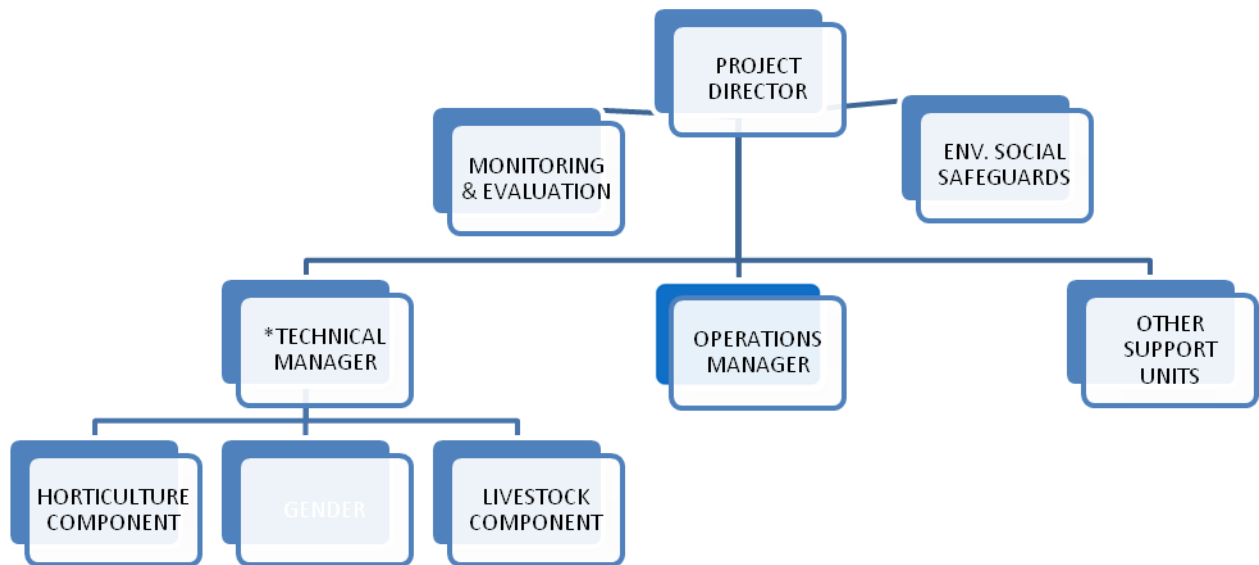 PROJECT
DIRECTOR
MONITORING
& EVALUATION
ENV. SOCIAL
SAFEGUARDS
*TECHNICAL
MANAGER
OPERATIONS
MANAGER
OTHER
SUPPORT
UNITS
HORTICULTURE
COMPONENT
GENDER
LIVESTOCK
COMPONENT